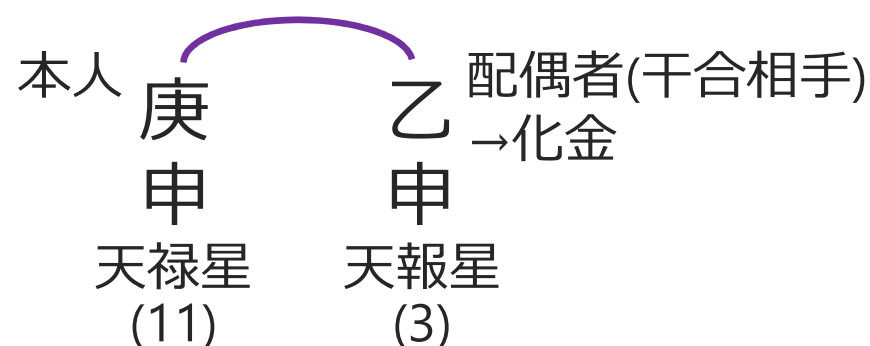 本人
庚 乙 配偶者(干合相手)
→化金
申 申
天禄星 天報星
(11) (3)